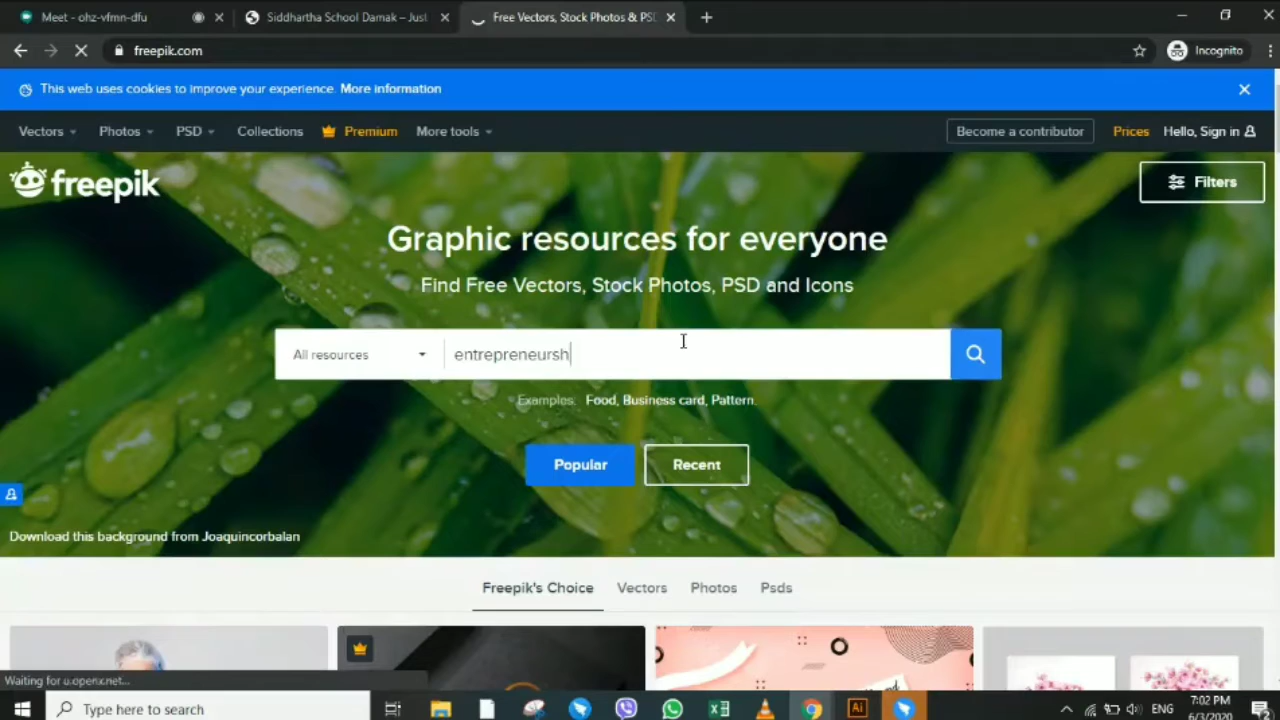 Meet - ohz-vfmn-dfu
Siddhartha School Damak – Just
Free Vectors, Stock Photos & PSD
freepik.com
Incognito
This web uses cookies to improve your experience. More information
Vectors
Photos
PSD
Collections
Premium
More tools
Become a contributor
Prices
Hello, Sign in
freepik
Filters
Graphic resources for everyone
Find Free Vectors, Stock Photos, PSD and Icons
All resources
entrepreneursh
Examples: Food, Business card, Pattern.
Popular
Recent
Download this background from Joaquincorbalan
Freepik's Choice
Vectors
Photos
Psds
Waiting for u.openx.net...
Type here to search
ENG
7:02 PM
6/3/2020